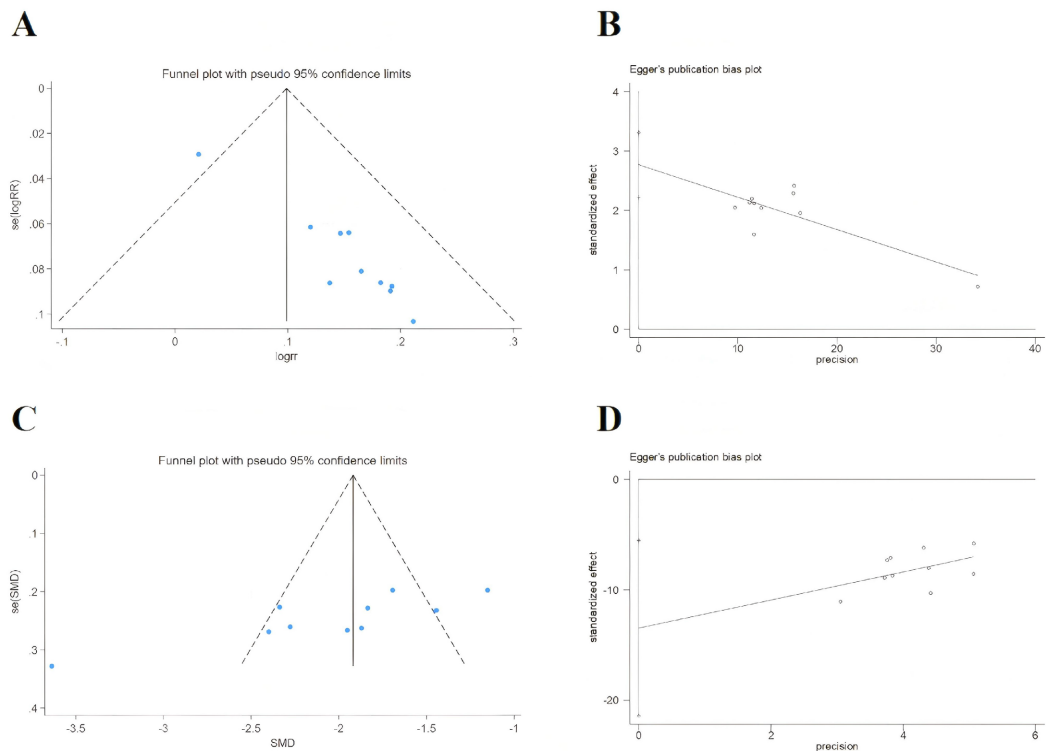 A
Funnel plot with pseudo 95% confidence limits
0
.02
.04
.06
.08
.1
se(logRR)
-.1
0
.1
.2
.3
logrr
B
Egger's publication bias plot
4
3
2
1
0
standardized effect
0
10
20
30
40
precision
C
Funnel plot with pseudo 95% confidence limits
0
.1
.2
.3
.4
se(SMD)
-3.5
-3
-2.5
-2
-1.5
-1
SMD
D
Egger's publication bias plot
0
-10
-20
standardized effect
0
2
4
6
precision